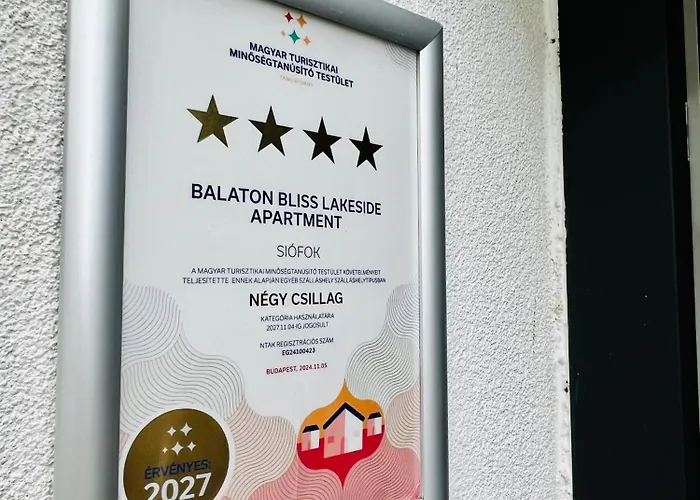 MAGYAR TURISZTIKAI
MINŐSÉGTANÚSÍTÓ TESTÜLET
BALATON BLISS LAKESIDE
APARTMENT
SIÓFOK
A MAGYAR TURISZTIKAI MINŐSÉGTANÚSÍTÓ TESTÜLET KÖVETELMÉNYEIT
TELJESÍTETTE ENNEK ALAPJÁN EGYÉB SZÁLLÁSHELY SZÁLLÁSHELYTÍPUSBAN
NÉGY CSILLAG
KATEGÓRIA HASZNÁLATÁRA
2027.11.04-IG JOGOSULT
NTAK REGISZTRÁCIÓS SZÁM
EG24100423
BUDAPEST, 2024.11.05.
ÉRVÉNYES:
2027